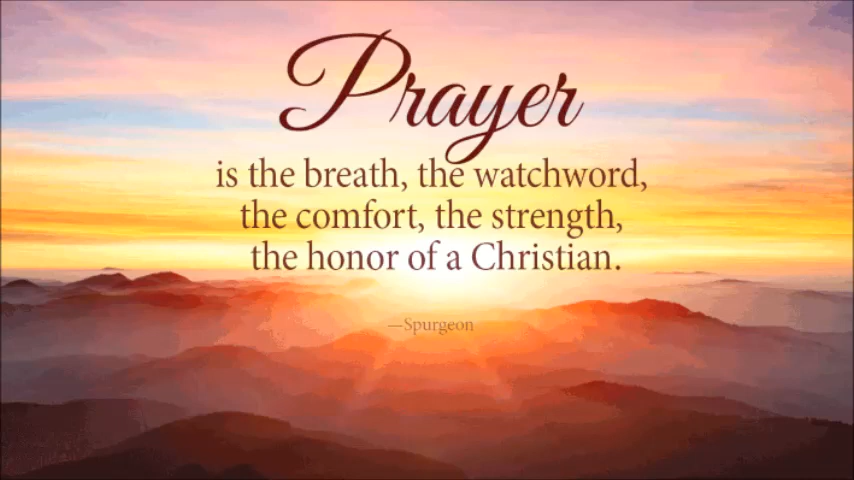 Prayer
is the breath, the watchword,
the comfort, the strength,
the honor of a Christian.
—Spurgeon